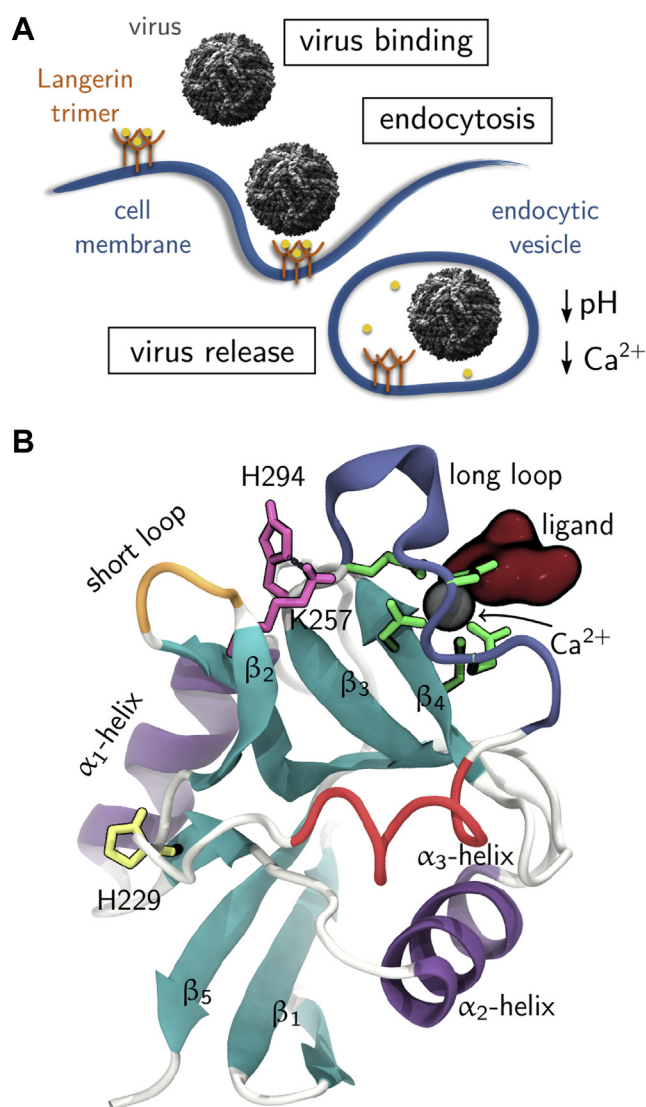 A
virus
virus binding
Langerin
trimer
endocytosis
cell
membrane
endocytic
vesicle
↓ pH
virus release
↓ Ca²⁺
B
H294
long loop
ligand
short loop
K257
Ca²⁺
β₂
β₃
β₄
α₁-helix
α₃-helix
H229
β₅
β₁
α₂-helix